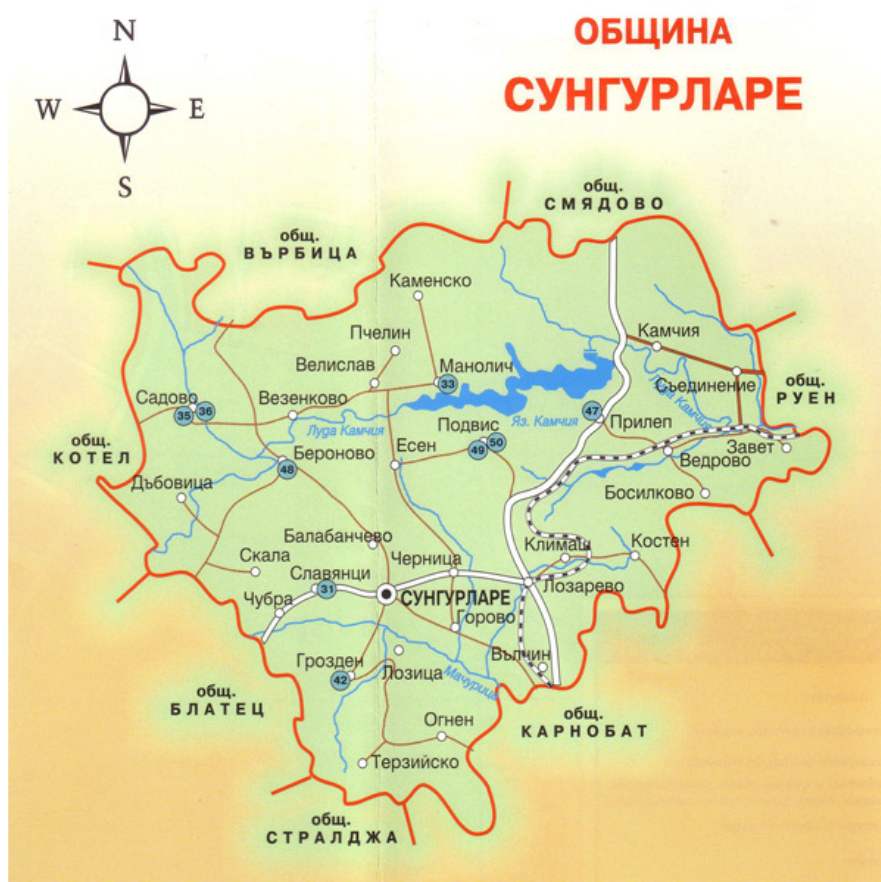 N
W E
S
ОБЩИНА
СУНГУРЛАРЕ
общ.
СМЯДОВО
общ.
ВЪРБИЦА
Каменско
Пчелин
Камчия
Велислав
Манолич
33
Съединение
общ.
РУЕН
Садово
35
36
Везенково
Луда Камчия
Яз. Камчия
Луда Камчия
47
Прилеп
Подвис
49
50
Есен
Завет
Ведрово
общ.
КОТЕЛ
Бероново
48
Дъбовица
Босилково
Балабанчево
Климаш
Костен
Скала
Черница
Славянци
31
Лозарево
Чубра
СУНГУРЛАРЕ
Горово
Вълчин
Грозден
42
Лозица
Мачурица
общ.
БЛАТЕЦ
общ.
КАРНОБАТ
Огнен
Терзийско
общ.
СТРАЛДЖА